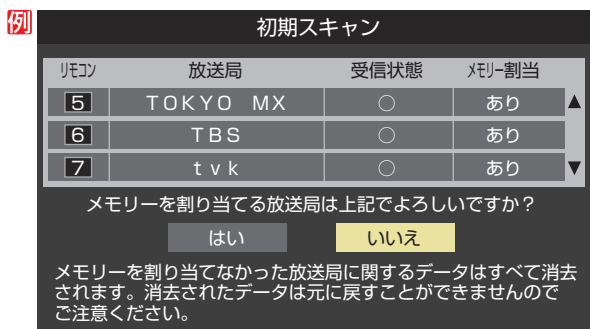 例
初期スキャン
リモコン 放送局 受信状態 メモリー割当
5 TOKYO MX ○ あり ▲
6 TBS ○ あり
7 tvk ○ あり ▼
メモリーを割り当てる放送局は上記でよろしいですか？
はい いいえ
メモリーを割り当てなかった放送局に関するデータはすべて消去
されます。消去されたデータは元に戻すことができませんので
ご注意ください。